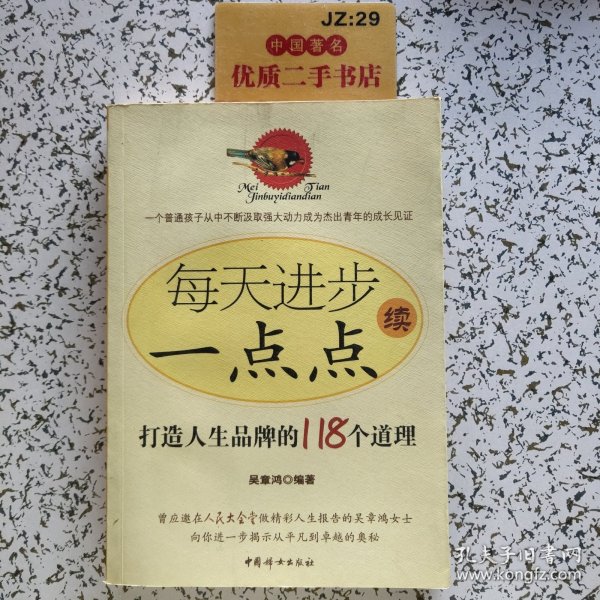 JZ:29
中国著名
优质二手书店
Mei Tian
Jinbuyidiandian
一个普通孩子从中不断汲取强大动力成为杰出青年的成长见证
每天进步
一点点
续
打造人生品牌的118个道理
吴章鸿◎编著
曾应邀在人民大会堂做精彩人生报告的吴章鸿女士
向你进一步揭示从平凡到卓越的奥秘
中国妇女出版社
孔夫子旧书网
www.kongfz.com